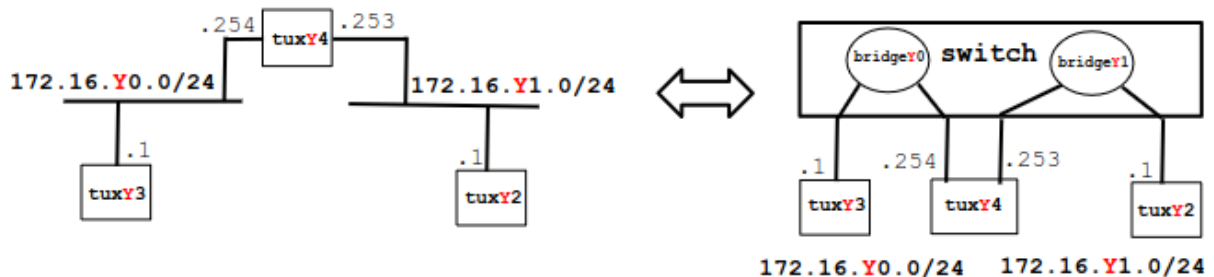 .254
tuxY4
.253
172.16.Y0.0/24
172.16.Y1.0/24
.1
tuxY3
.1
tuxY2
bridgeY0
switch
bridgeY1
.1
.254
.253
.1
tuxY3
tuxY4
tuxY2
172.16.Y0.0/24
172.16.Y1.0/24